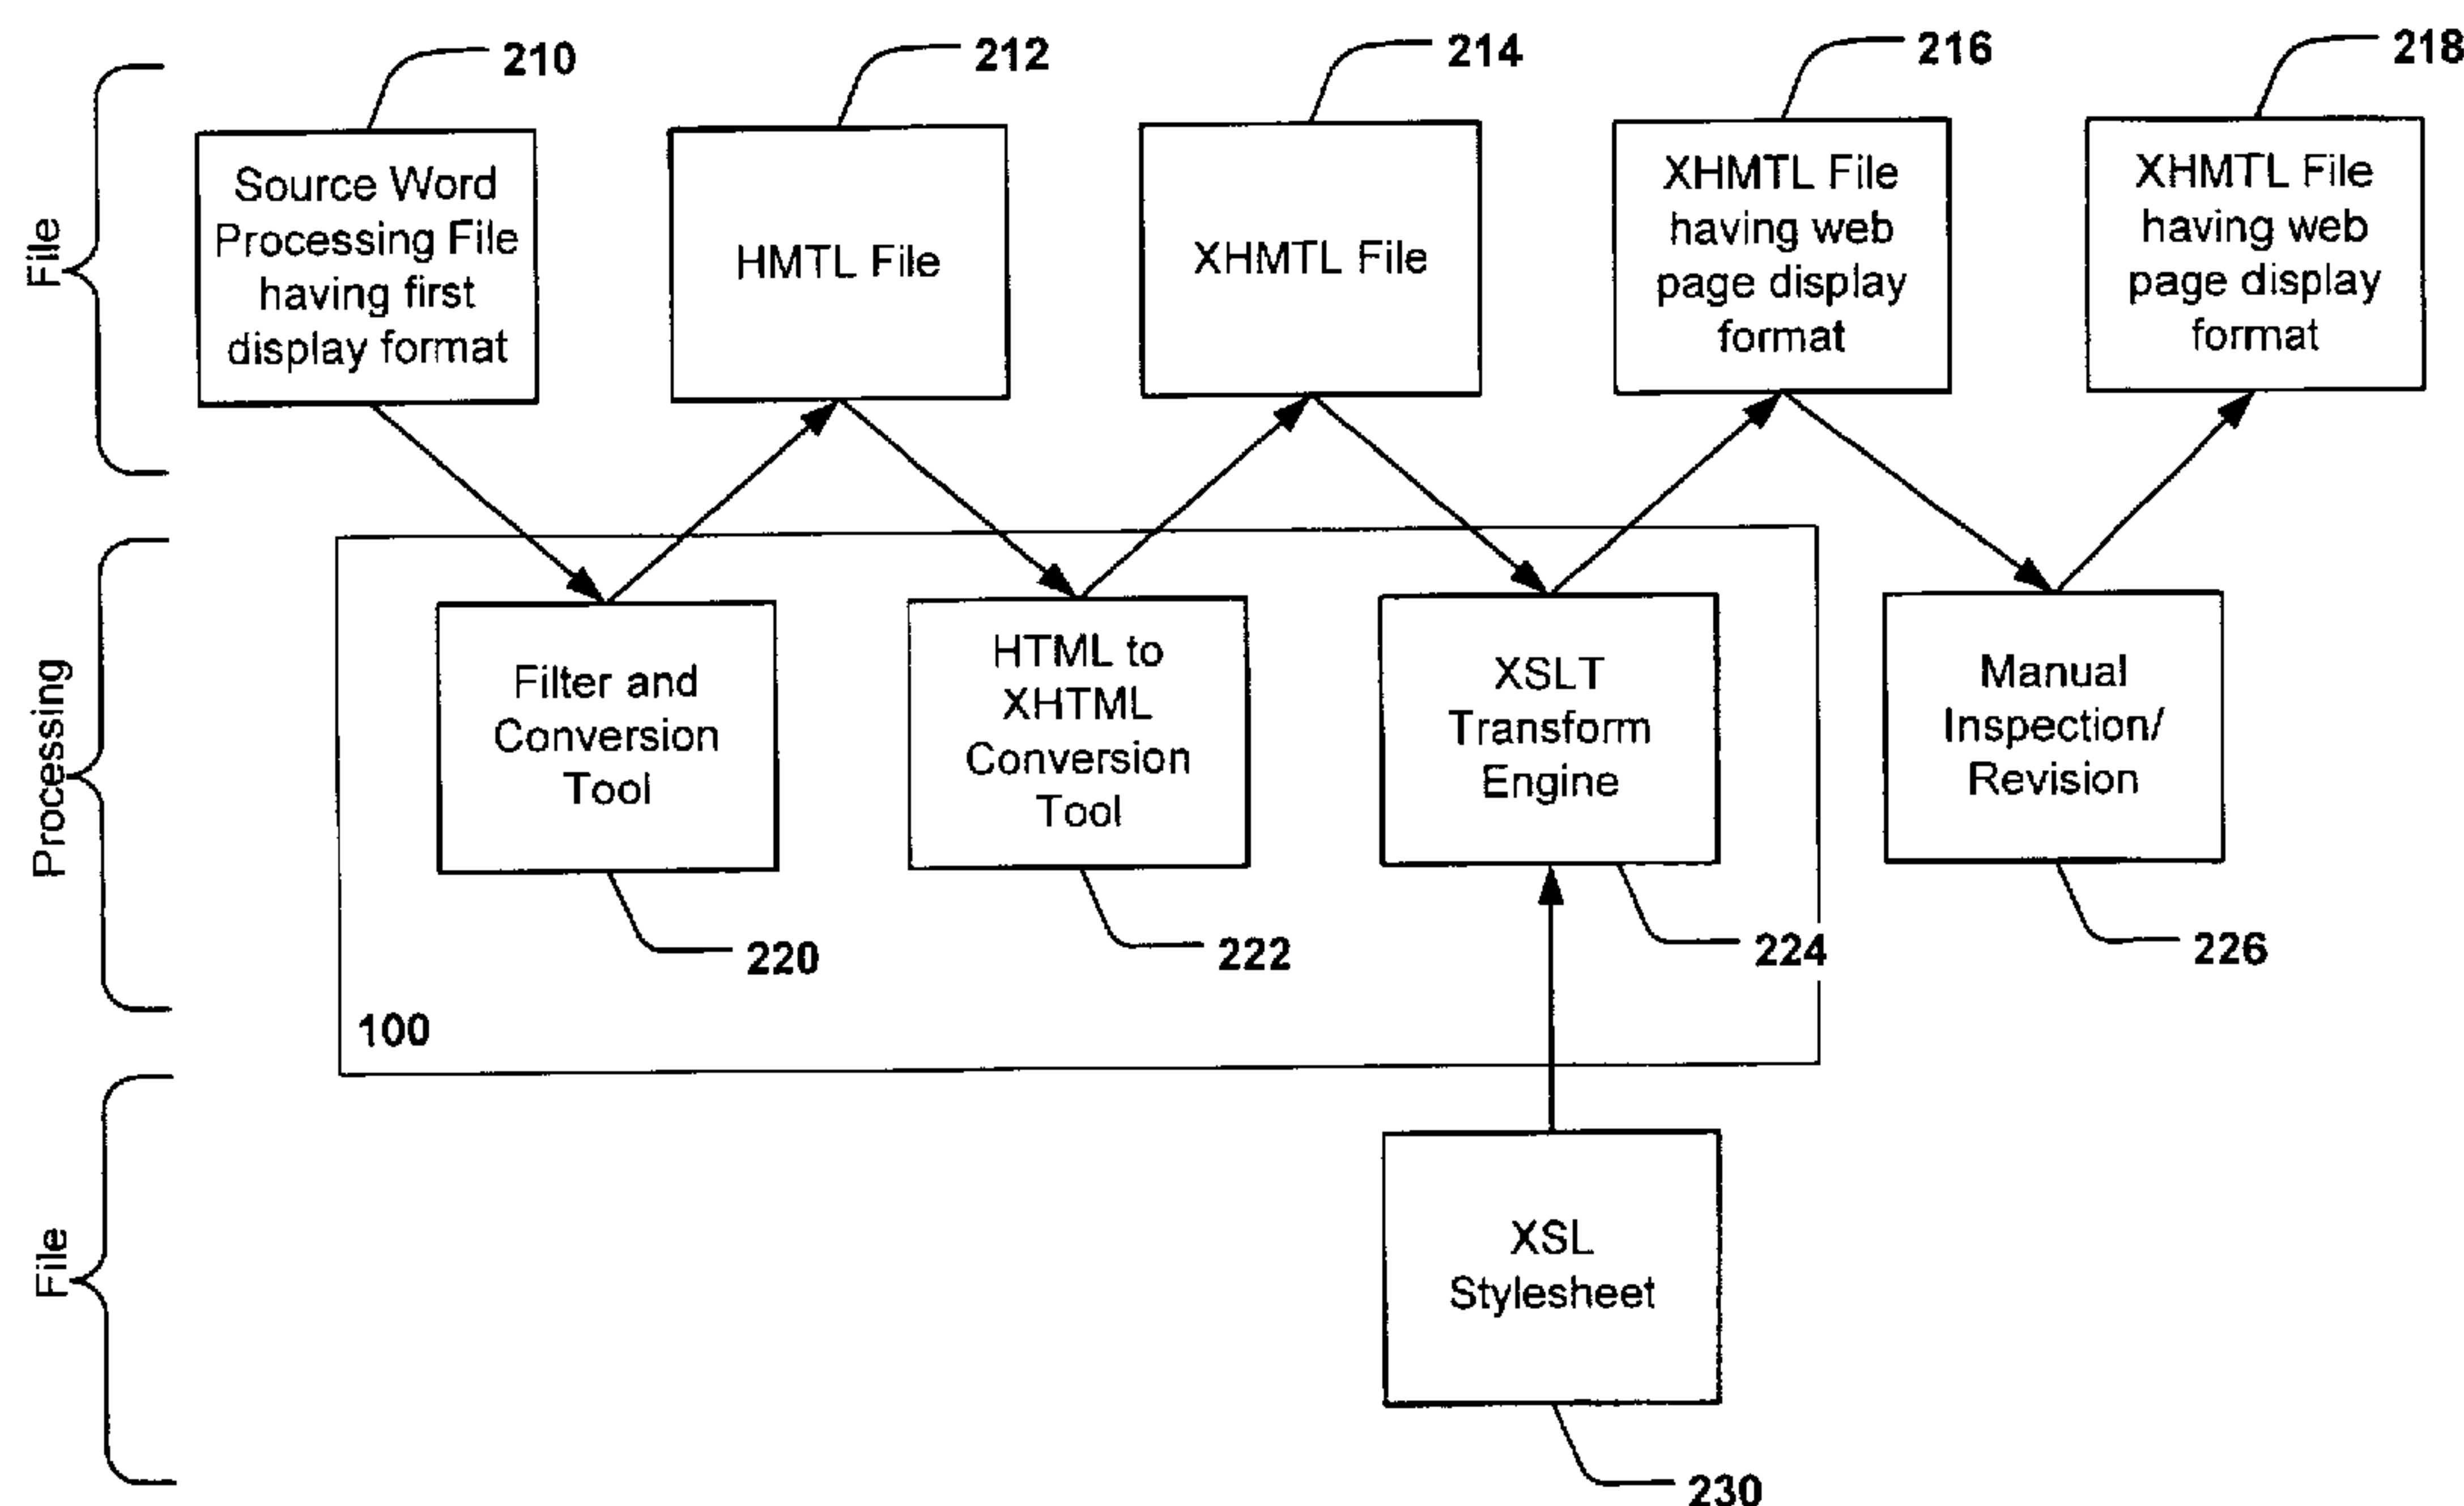 210
212
214
216
218
File
Source Word
Processing File
having first
display format
HMTL File
XHMTL File
XHMTL File
having web
page display
format
XHMTL File
having web
page display
format
Processing
Filter and
Conversion
Tool
HTML to
XHTML
Conversion
Tool
XSLT
Transform
Engine
Manual
Inspection/
Revision
220
222
224
226
100
File
XSL
Stylesheet
230